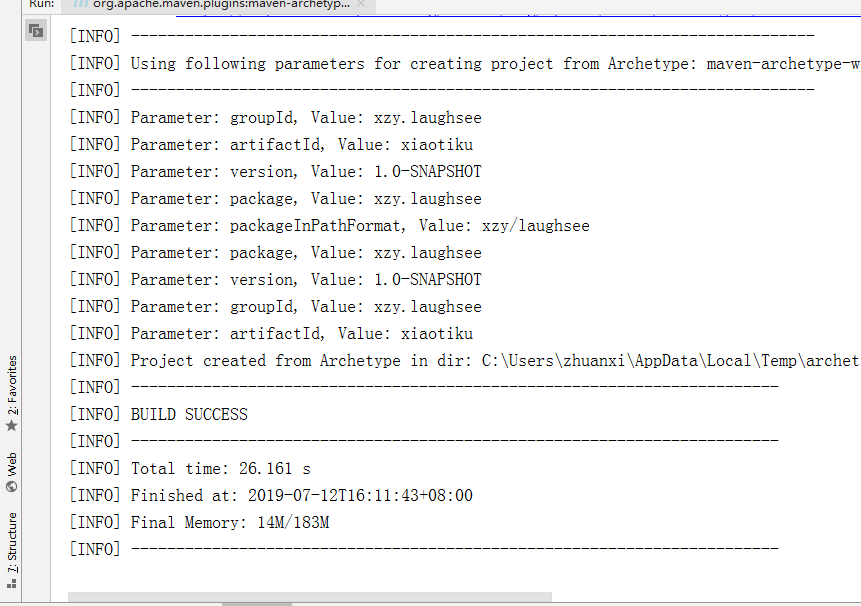 Run: org.apache.maven.plugins:maven-archetyp...
[INFO] ----------------------------------------------------------------------------
[INFO] Using following parameters for creating project from Archetype: maven-archetype-w
[INFO] ----------------------------------------------------------------------------
[INFO] Parameter: groupId, Value: xzy.laughsee
[INFO] Parameter: artifactId, Value: xiaotiku
[INFO] Parameter: version, Value: 1.0-SNAPSHOT
[INFO] Parameter: package, Value: xzy.laughsee
[INFO] Parameter: packageInPathFormat, Value: xzy/laughsee
[INFO] Parameter: package, Value: xzy.laughsee
[INFO] Parameter: version, Value: 1.0-SNAPSHOT
[INFO] Parameter: groupId, Value: xzy.laughsee
[INFO] Parameter: artifactId, Value: xiaotiku
[INFO] Project created from Archetype in dir: C:\Users\zhuanxi\AppData\Local\Temp\archet
[INFO] ------------------------------------------------------------------------
[INFO] BUILD SUCCESS
[INFO] ------------------------------------------------------------------------
[INFO] Total time: 26.161 s
[INFO] Finished at: 2019-07-12T16:11:43+08:00
[INFO] Final Memory: 14M/183M
[INFO] ------------------------------------------------------------------------
2: Favorites
Web
7: Structure